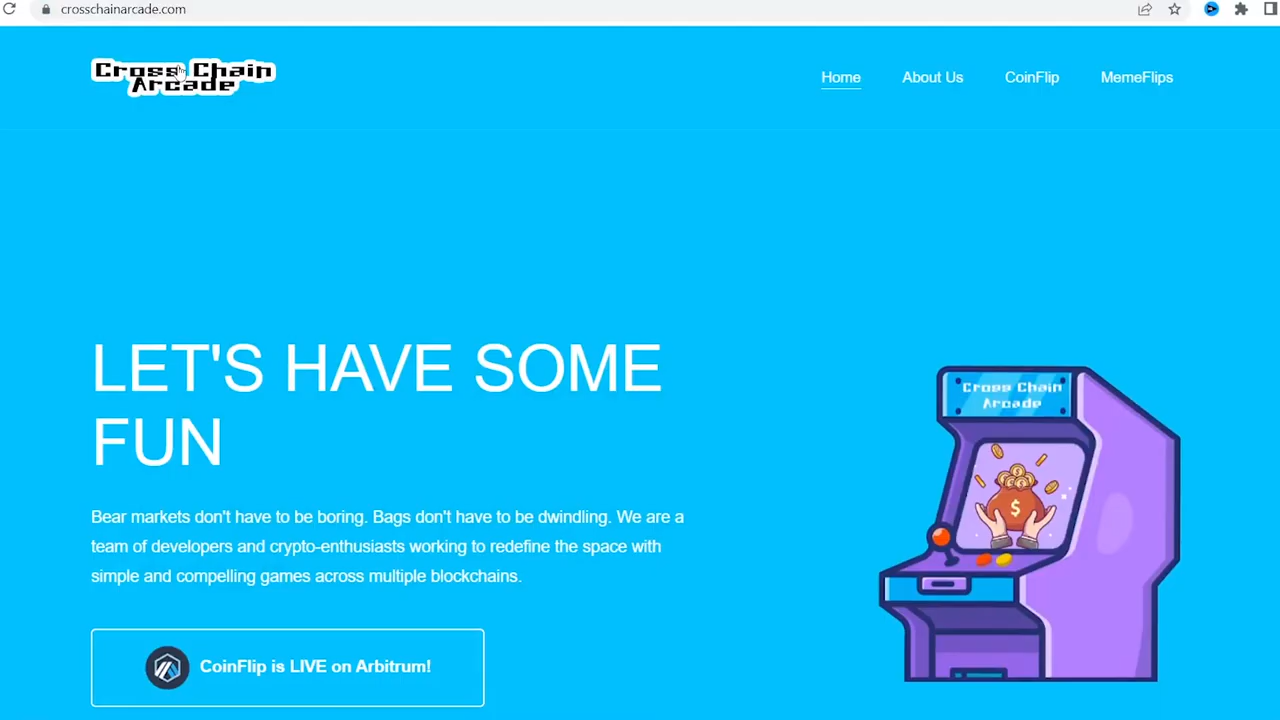 crosschainarcade.com
Cross Chain
Arcade
Home
About Us
CoinFlip
MemeFlips
LET'S HAVE SOME
FUN
Bear markets don't have to be boring. Bags don't have to be dwindling. We are a
team of developers and crypto-enthusiasts working to redefine the space with
simple and compelling games across multiple blockchains.
CoinFlip is LIVE on Arbitrum!
Cross Chain
Arcade
$